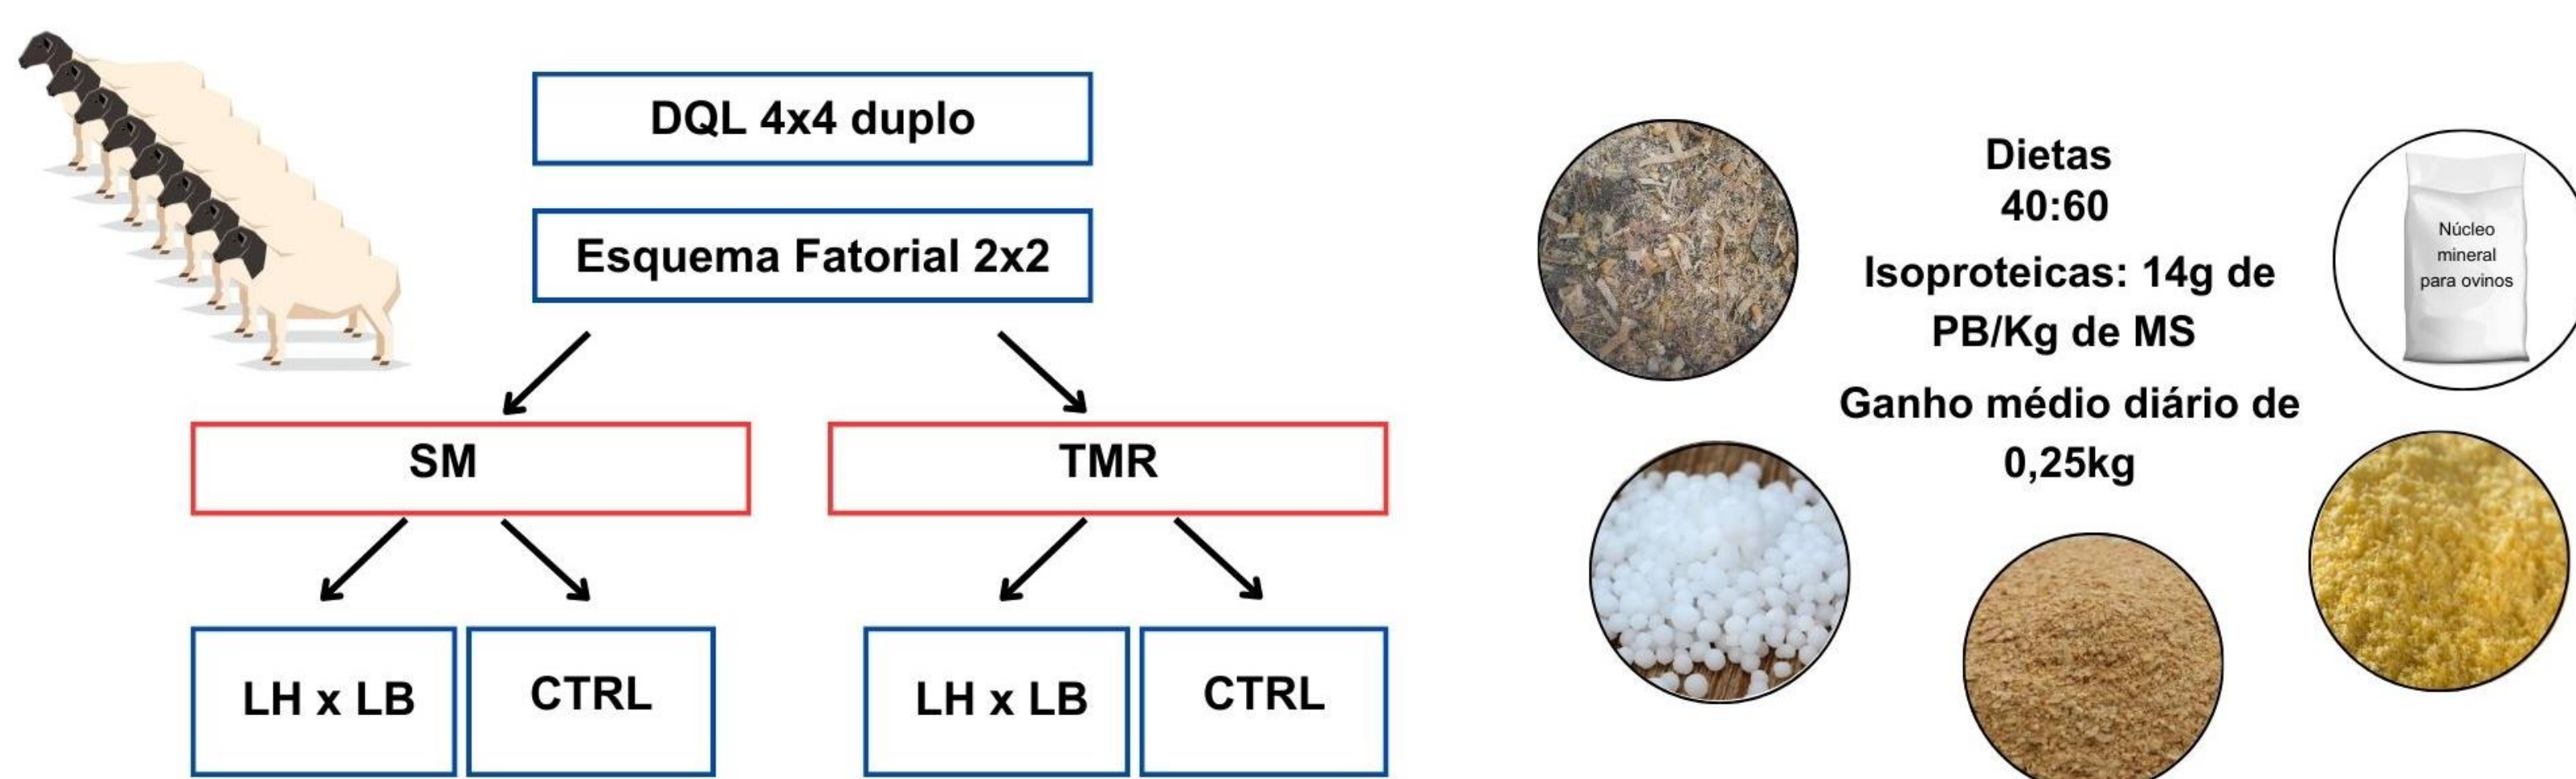 DQL 4x4 duplo
Esquema Fatorial 2x2
SM
TMR
LH x LB
CTRL
LH x LB
CTRL
Dietas
40:60
Isoproteicas: 14g de
PB/Kg de MS
Ganho médio diário de
0,25kg
Núcleo
mineral
para ovinos